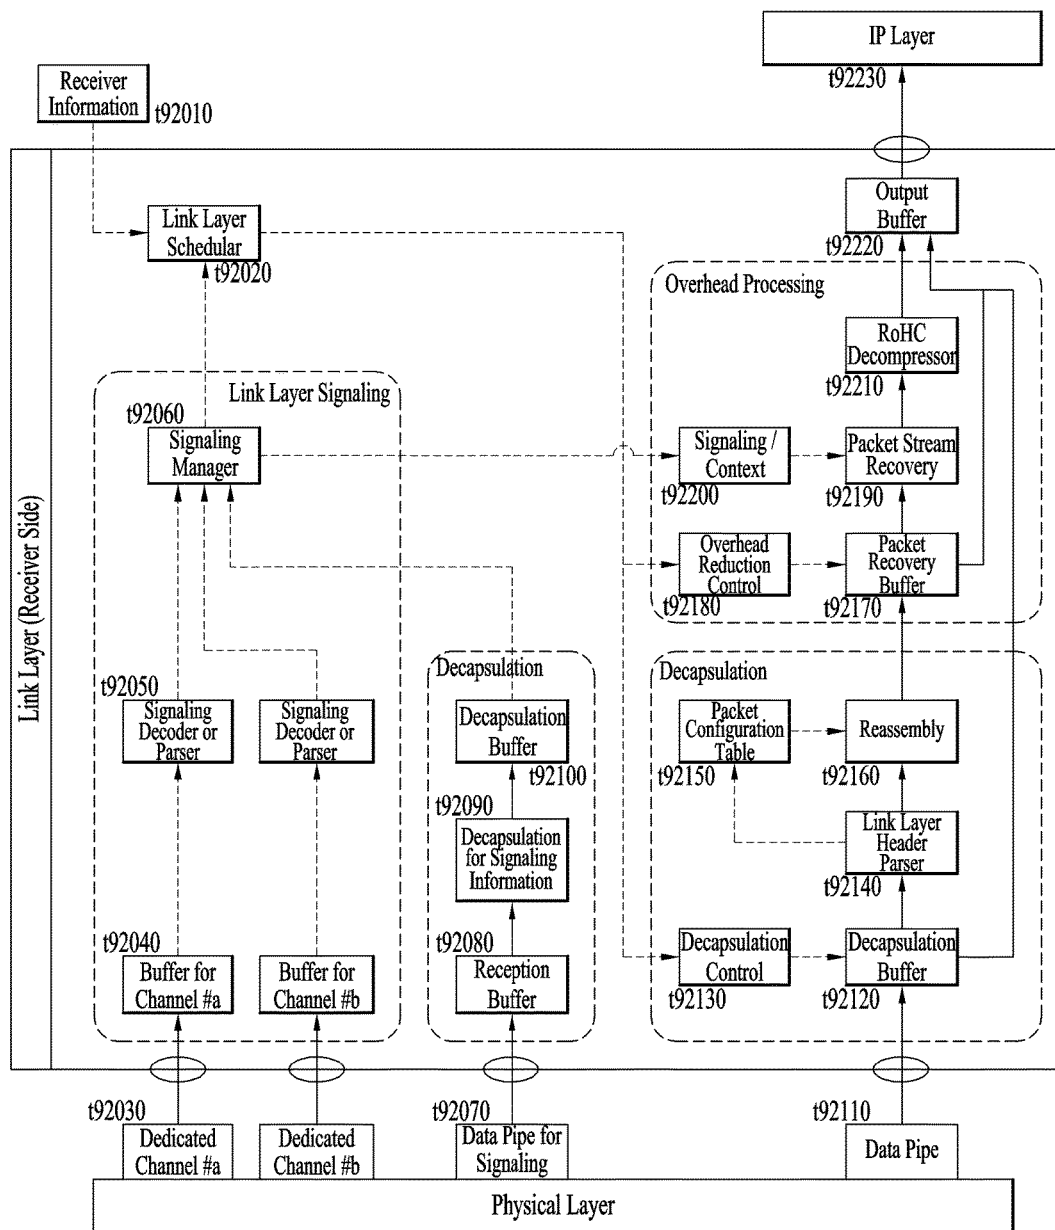 IP Layer
t92230
Receiver
Information
t92010
Link Layer (Receiver Side)
Link Layer
Schedular
t92020
Output
Buffer
t92220
Overhead Processing
RoHC
Decompressor
t92210
Link Layer Signaling
t92060
Signaling
Manager
Signaling /
Context
t92200
Packet Stream
Recovery
t92190
Overhead
Reduction
Control
t92180
Packet
Recovery
Buffer
t92170
Decapsulation
Decapsulation
t92050
Signaling
Decoder or
Parser
Signaling
Decoder or
Parser
Decapsulation
Buffer
t92100
Packet
Configuration
Table
t92150
Reassembly
t92160
t92090
Decapsulation
for Signaling
Information
Link Layer
Header
Parser
t92140
t92040
Buffer for
Channel #a
Buffer for
Channel #b
t92080
Reception
Buffer
Decapsulation
Control
t92130
Decapsulation
Buffer
t92120
t92030
Dedicated
Channel #a
Dedicated
Channel #b
t92070
Data Pipe for
Signaling
t92110
Data Pipe
Physical Layer